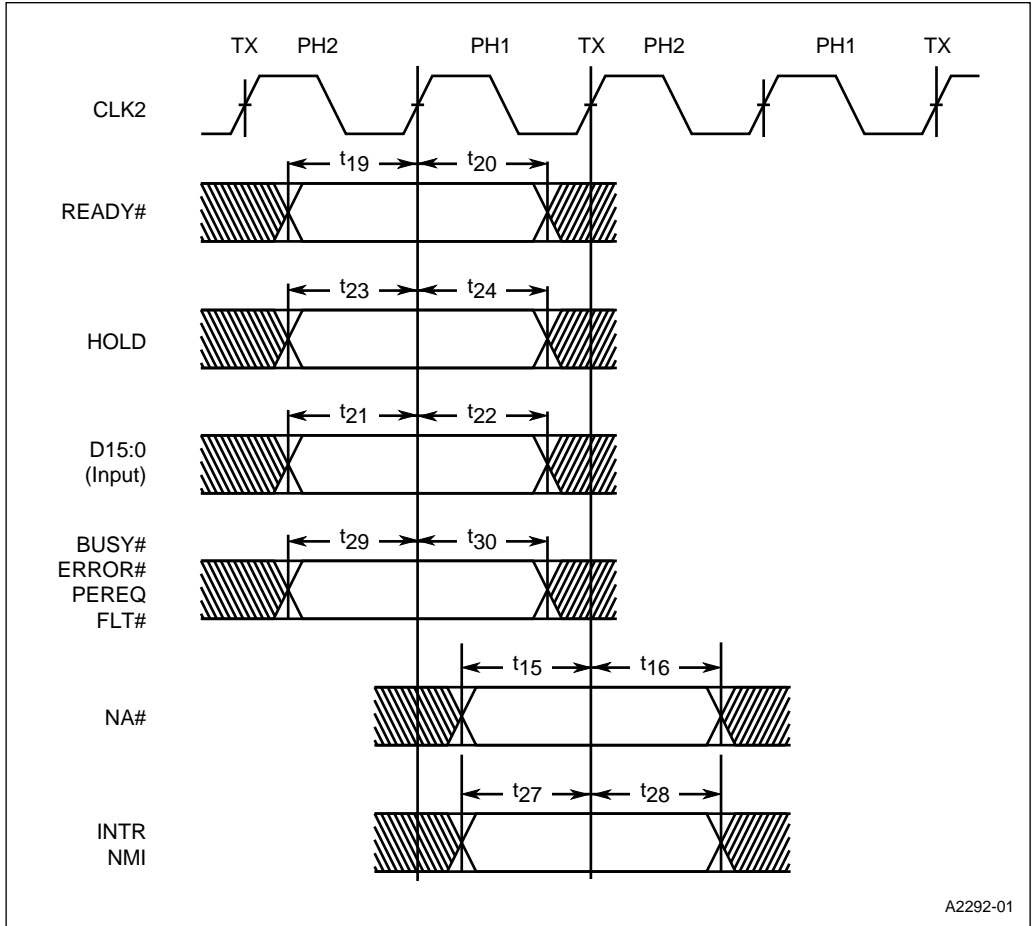 TX PH2 PH1 TX PH2 PH1 TX
CLK2
t19 t20
READY#
t23 t24
HOLD
t21 t22
D15:0
(Input)
t29 t30
BUSY#
ERROR#
PEREQ
FLT#
t15 t16
NA#
t27 t28
INTR
NMI
A2292-01